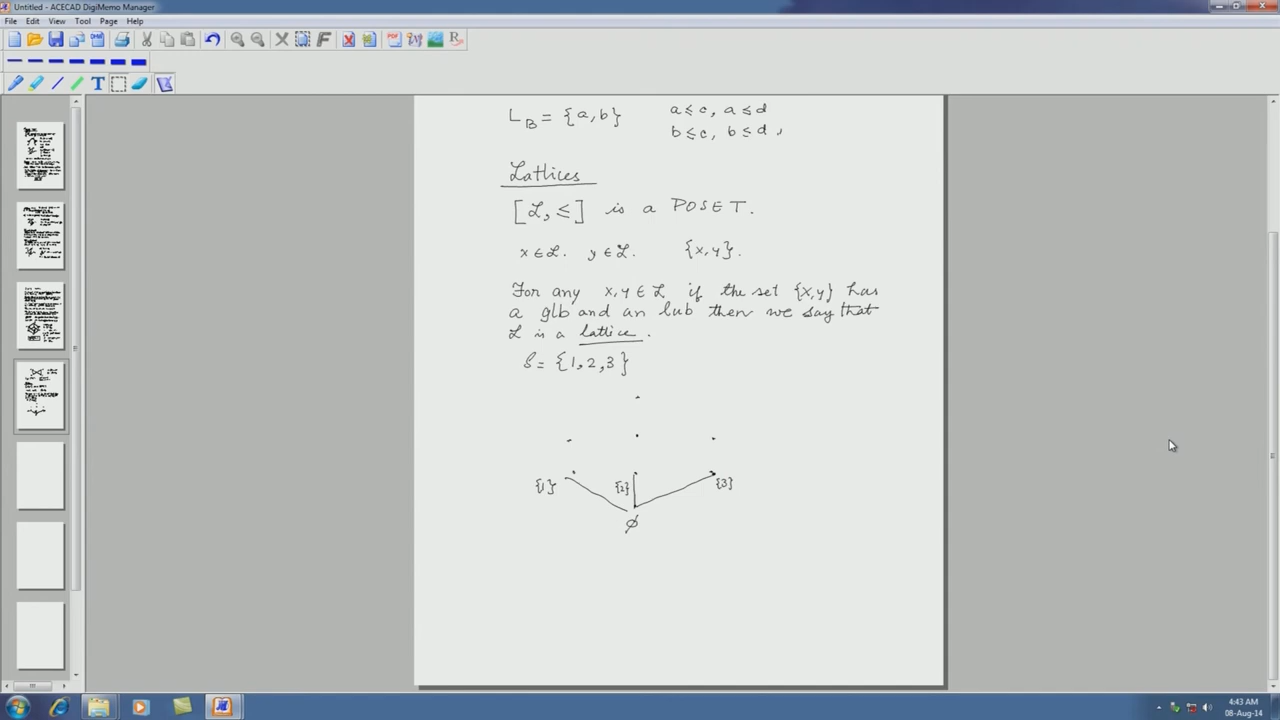 Untitled - ACECAD DigiMemo Manager
File Edit View Tool Page Help
L_B = {a, b} a ≤ c, a ≤ d
b ≤ c, b ≤ d,
Lattices
[L, ≤] is a POSET.
x ∈ L. y ∈ L. {x, y}.
For any x, y ∈ L if the set {x, y} has
a glb and an lub then we say that
L is a lattice.
S = {1, 2, 3}
{1} {2} {3}
ø
4:43 AM
08-Aug-14